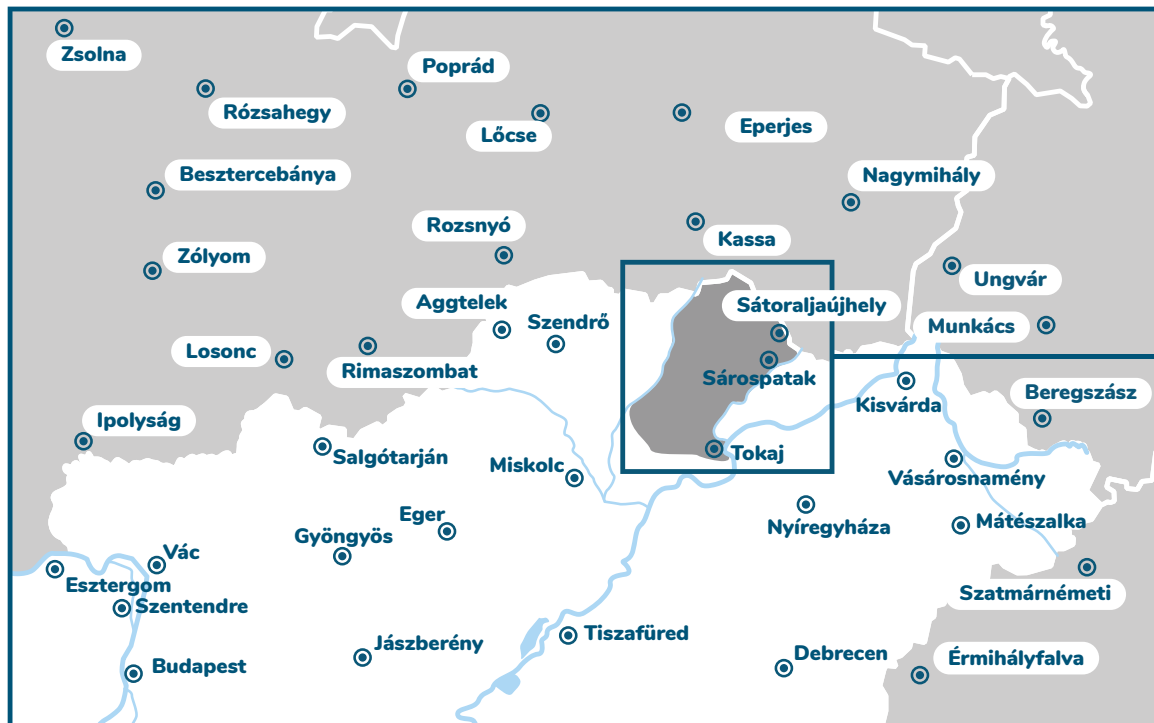 Zsolna
Poprád
Rózsahegy
Lőcse
Eperjes
Besztercebánya
Nagymihály
Rozsnyó
Kassa
Zólyom
Ungvár
Aggtelek
Sátoraljaújhely
Szendrő
Munkács
Losonc
Rimaszombat
Sárospatak
Beregszász
Kisvárda
Ipolyság
Salgótarján
Tokaj
Miskolc
Vásárosnamény
Eger
Nyíregyháza
Mátészalka
Gyöngyös
Vác
Esztergom
Szatmárnémeti
Szentendre
Tiszafüred
Jászberény
Debrecen
Érmihályfalva
Budapest